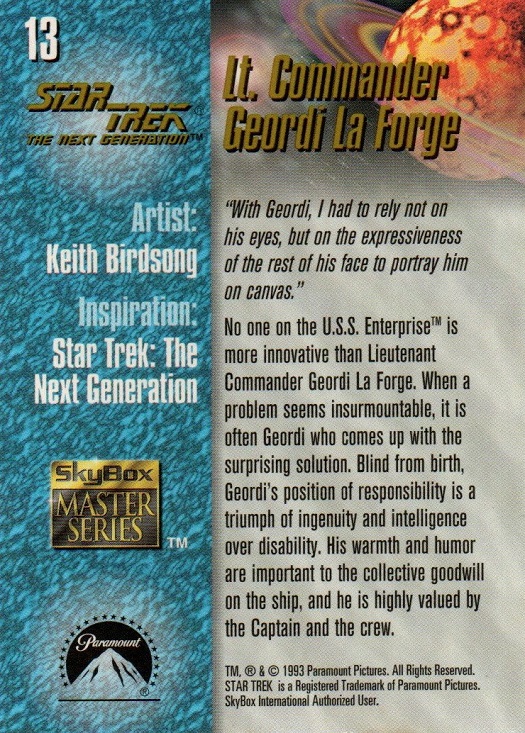 13
STAR TREK®
THE NEXT GENERATION™
Artist:
Keith Birdsong
Inspiration:
Star Trek: The
Next Generation
SkyBox
MASTER
SERIES
TM
Paramount
®
Lt. Commander
Geordi La Forge
“With Geordi, I had to rely not on
his eyes, but on the expressiveness
of the rest of his face to portray him
on canvas.”
No one on the U.S.S. Enterprise™ is
more innovative than Lieutenant
Commander Geordi La Forge. When a
problem seems insurmountable, it is
often Geordi who comes up with the
surprising solution. Blind from birth,
Geordi's position of responsibility is a
triumph of ingenuity and intelligence
over disability. His warmth and humor
are important to the collective goodwill
on the ship, and he is highly valued by
the Captain and the crew.
TM, ® & © 1993 Paramount Pictures. All Rights Reserved.
STAR TREK is a Registered Trademark of Paramount Pictures.
SkyBox International Authorized User.